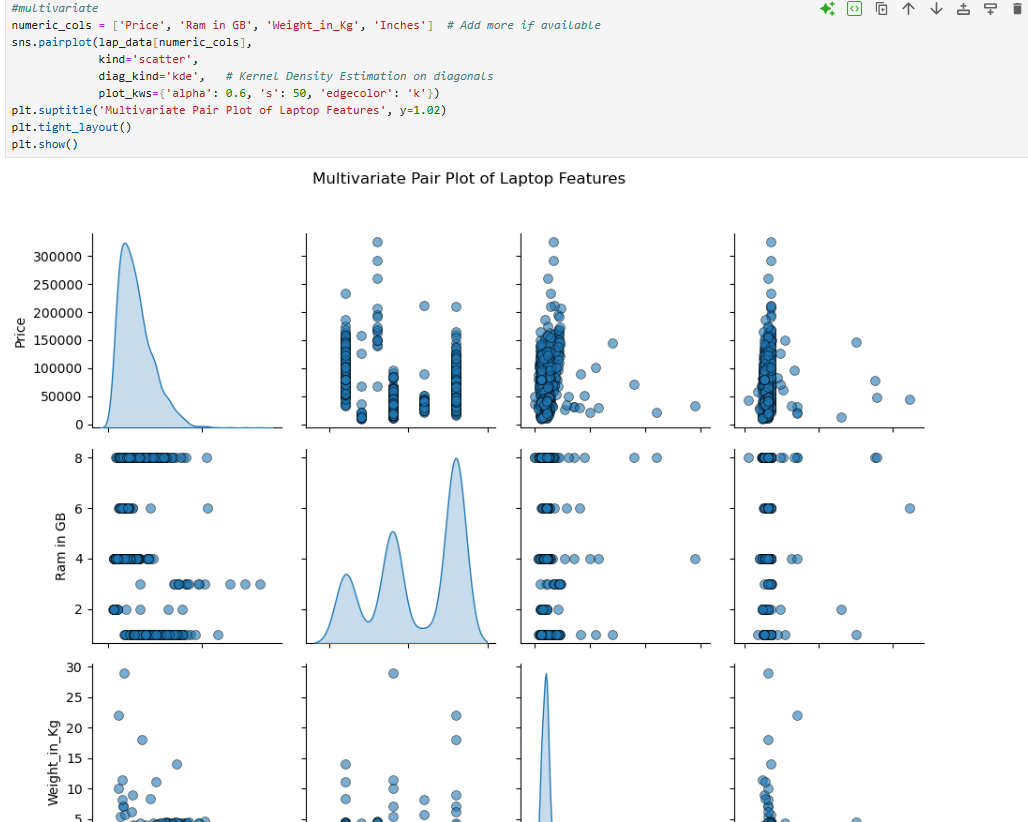 #multivariate
numeric_cols = ['Price', 'Ram in GB', 'Weight_in_Kg', 'Inches']  # Add more if available
sns.pairplot(lap_data[numeric_cols],
             kind='scatter',
             diag_kind='kde',   # Kernel Density Estimation on diagonals
             plot_kws={'alpha': 0.6, 's': 50, 'edgecolor': 'k'})
plt.suptitle('Multivariate Pair Plot of Laptop Features', y=1.02)
plt.tight_layout()
plt.show()
Multivariate Pair Plot of Laptop Features
Price
300000
250000
200000
150000
100000
50000
0
Ram in GB
8
6
4
2
Weight_in_Kg
30
25
20
15
10
5